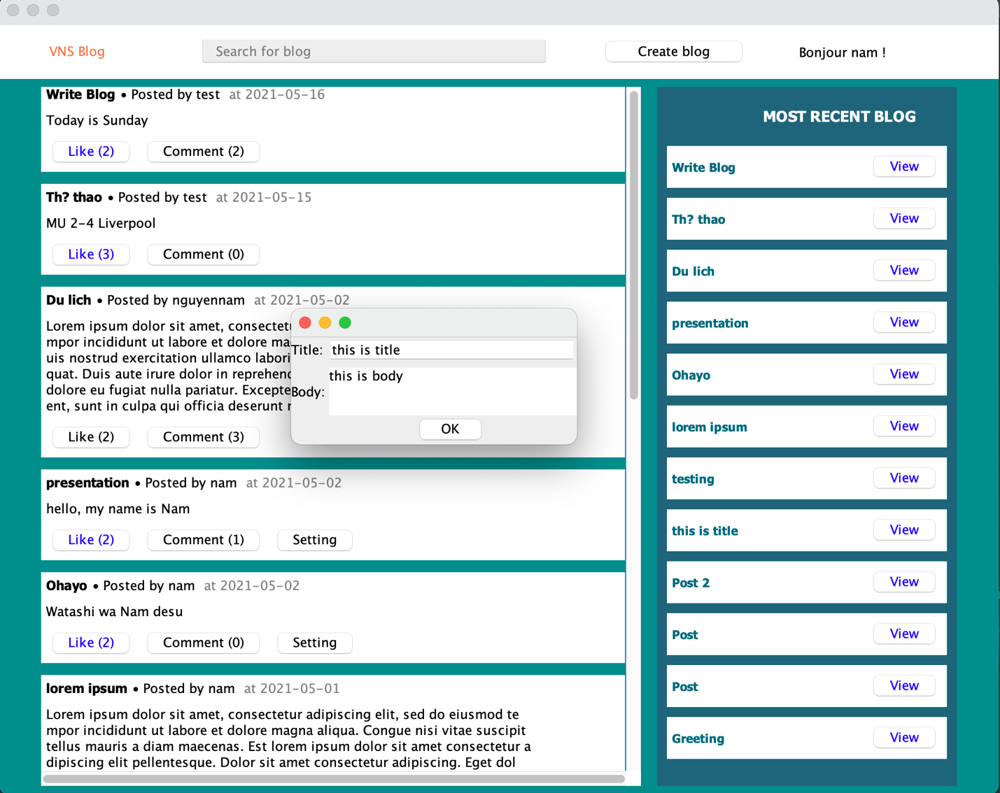 VNS Blog
Search for blog
Create blog
Bonjour nam !
Write Blog • Posted by test at 2021-05-16
Today is Sunday
Like (2)
Comment (2)
Th? thao • Posted by test at 2021-05-15
MU 2-4 Liverpool
Like (3)
Comment (0)
Du lich • Posted by nguyennam at 2021-05-02
Lorem ipsum dolor sit amet,
mpor incididunt ut labore et dolore
uis nostrud exercitation ullamco
quat. Duis aute irure dolor in
dolore eu fugiat nulla pariatur.
ent, sunt in culpa qui officia deserunt
Like (2)
Comment (3)
Title: this is title
Body: this is body
OK
presentation • Posted by nam at 2021-05-02
hello, my name is Nam
Like (2)
Comment (1)
Setting
Ohayo • Posted by nam at 2021-05-02
Watashi wa Nam desu
Like (2)
Comment (0)
Setting
lorem ipsum • Posted by nam at 2021-05-01
Lorem ipsum dolor sit amet, consectetur adipiscing elit, sed do eiusmod te
mpor incididunt ut labore et dolore magna aliqua. Congue nisi vitae suscipit
tellus mauris a diam maecenas. Est lorem ipsum dolor sit amet consectetur a
dipiscing elit pellentesque. Dolor sit amet consectetur adipiscing. Eget dol
MOST RECENT BLOG
Write Blog View
Th? thao View
Du lich View
presentation View
Ohayo View
lorem ipsum View
testing View
this is title View
Post 2 View
Post View
Post View
Greeting View